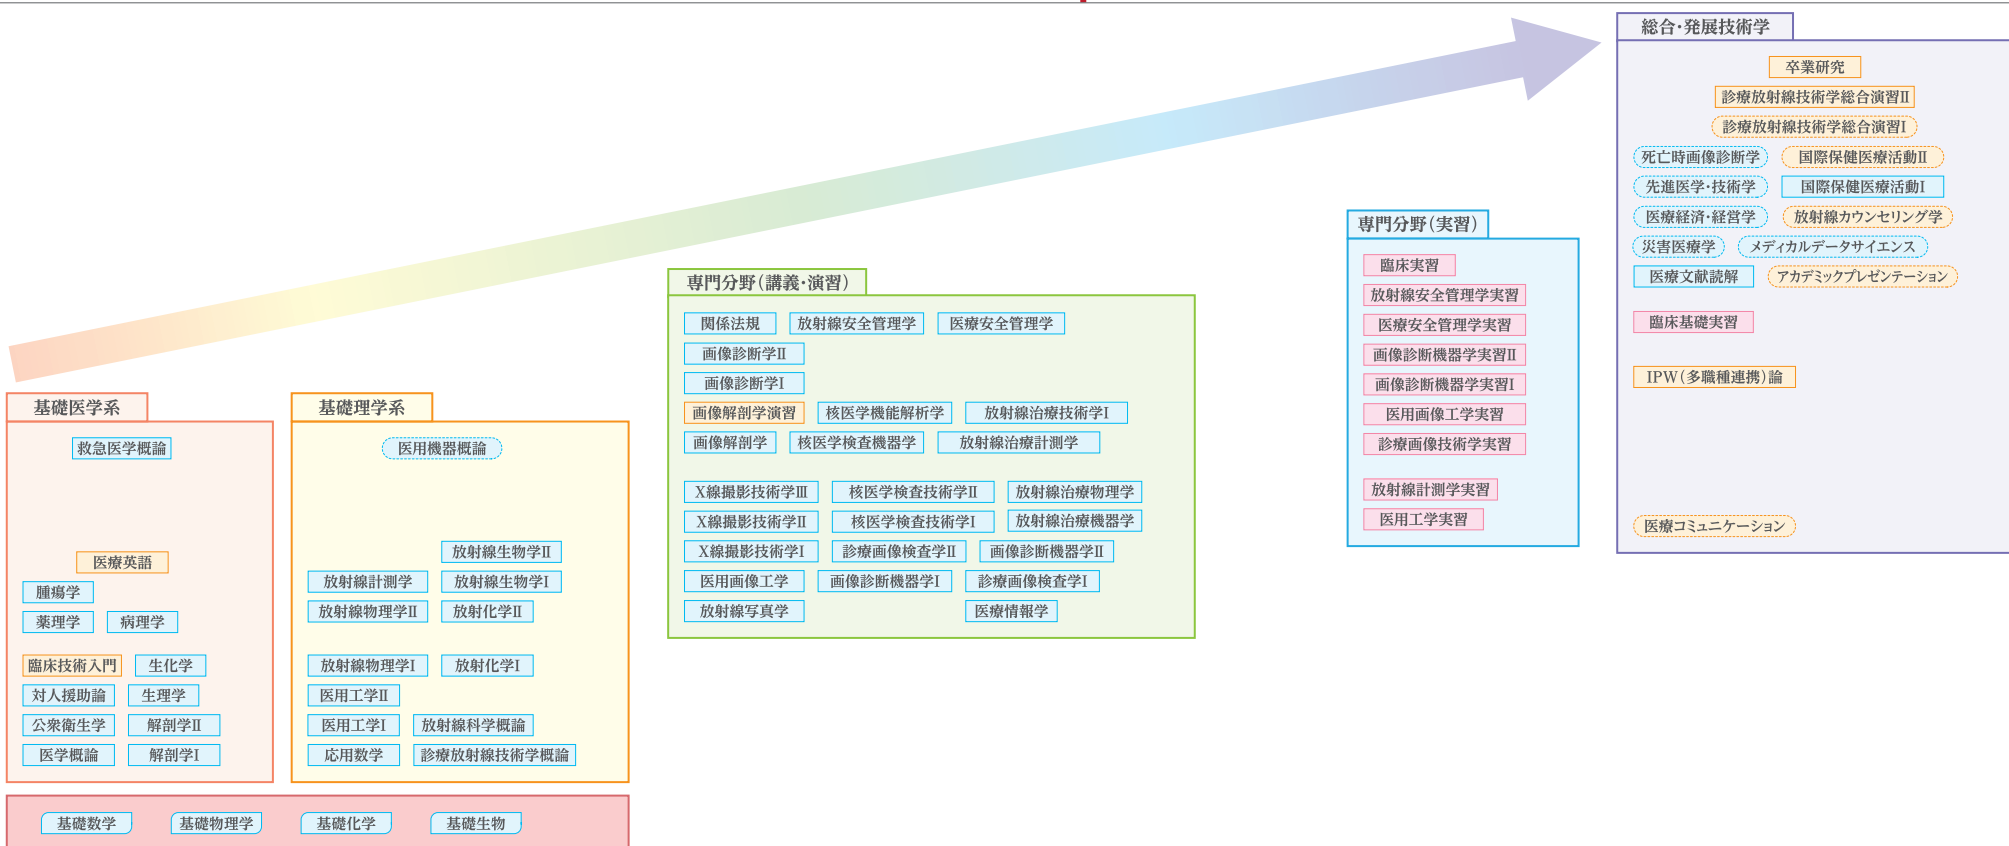 総合・発展技術学
卒業研究
診療放射線技術学総合演習Ⅱ
診療放射線技術学総合演習Ⅰ
死亡時画像診断学 国際保健医療活動Ⅱ
先進医学・技術学 国際保健医療活動Ⅰ
医療経済・経営学 放射線カウンセリング学
災害医療学 メディカルデータサイエンス
医療文献読解 アカデミックプレゼンテーション
臨床基礎実習
IPW（多職種連携）論
医療コミュニケーション
専門分野（実習）
臨床実習
放射線安全管理学実習
医療安全管理学実習
画像診断機器学実習Ⅱ
画像診断機器学実習Ⅰ
医用画像工学実習
診療画像技術学実習
放射線計測学実習
医用工学実習
専門分野（講義・演習）
関係法規 放射線安全管理学 医療安全管理学
画像診断学Ⅱ
画像診断学Ⅰ
画像解剖学演習 核医学機能解析学 放射線治療技術学Ⅰ
画像解剖学 核医学検査機器学 放射線治療計測学
X線撮影技術学Ⅲ 核医学検査技術学Ⅱ 放射線治療物理学
X線撮影技術学Ⅱ 核医学検査技術学Ⅰ 放射線治療機器学
X線撮影技術学Ⅰ 診療画像検査学Ⅱ 画像診断機器学Ⅱ
医用画像工学 画像診断機器学Ⅰ 診療画像検査学Ⅰ
放射線写真学 医療情報学
基礎医学系
救急医学概論
医療英語
腫瘍学
薬理学 病理学
臨床技術入門 生化学
対人援助論 生理学
公衆衛生学 解剖学Ⅱ
医学概論 解剖学Ⅰ
基礎理学系
医用機器概論
放射線生物学Ⅱ
放射線計測学 放射線生物学Ⅰ
放射線物理学Ⅱ 放射化学Ⅱ
放射線物理学Ⅰ 放射化学Ⅰ
医用工学Ⅱ
医用工学Ⅰ 放射線科学概論
応用数学 診療放射線技術学概論
基礎数学 基礎物理学 基礎化学 基礎生物